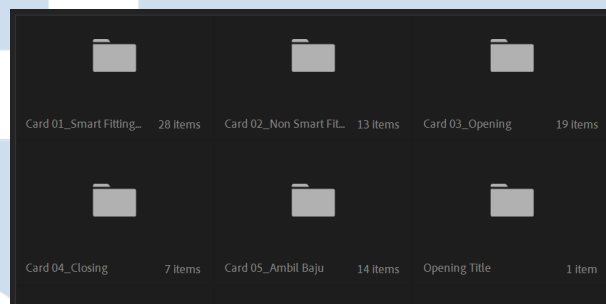 Card 01_Smart Fitting... 28 items Card 02_Non Smart Fit... 13 items Card 03_Opening 19 items
Card 04_Closing 7 items Card 05_Ambil Baju 14 items Opening Title 1 item